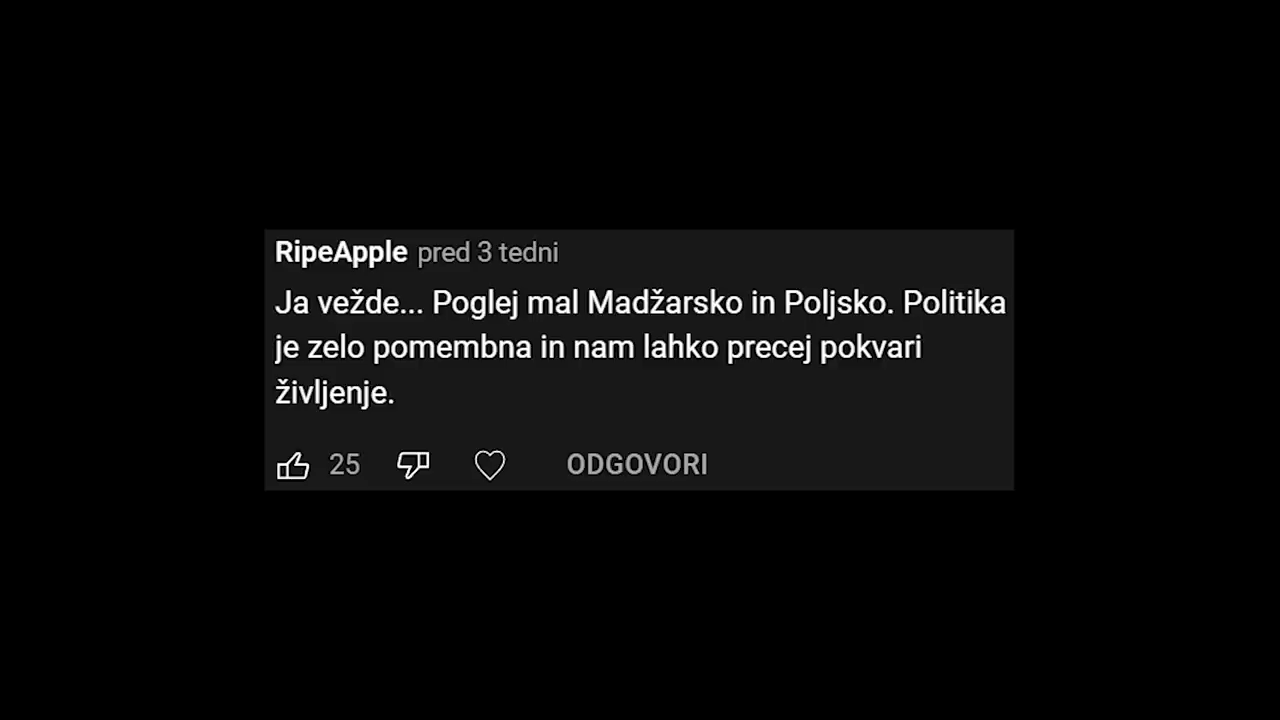 RipeApple pred 3 tedni
Ja vežde... Poglej mal Madžarsko in Poljsko. Politika
je zelo pomembna in nam lahko precej pokvari
življenje.
25 ODGOVORI